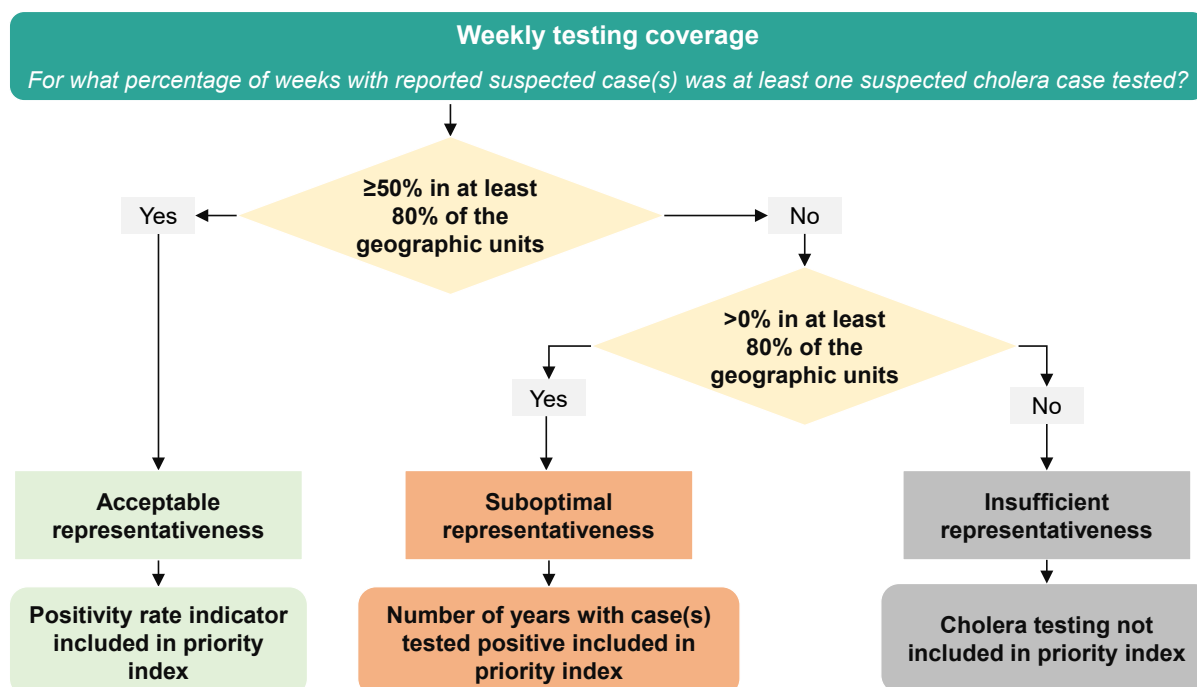 Weekly testing coverage
For what percentage of weeks with reported suspected case(s) was at least one suspected cholera case tested?
≥50% in at least
80% of the
geographic units
Yes
No
>0% in at least
80% of the
geographic units
Yes
No
Acceptable
representativeness
Suboptimal
representativeness
Insufficient
representativeness
Positivity rate indicator
included in priority
index
Number of years with case(s)
tested positive included in
priority index
Cholera testing not
included in priority index